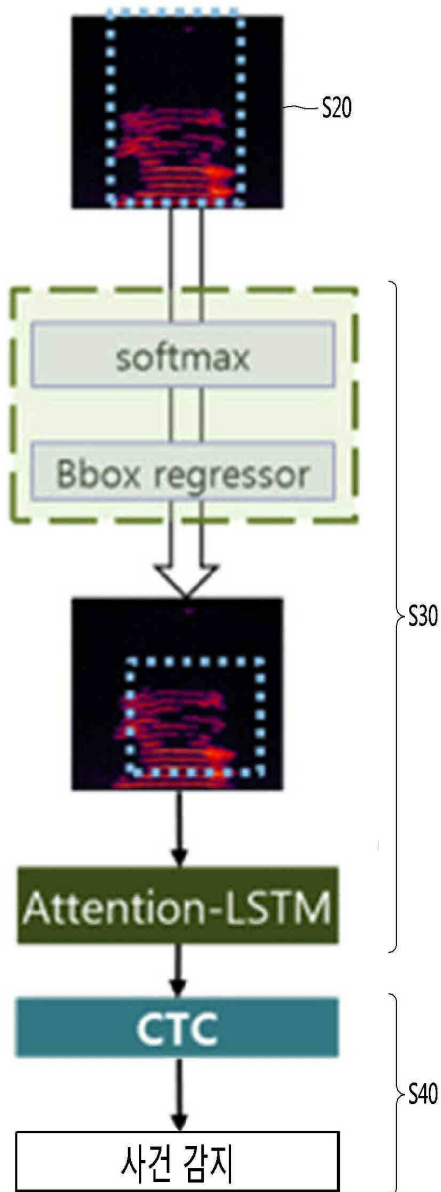 S20
softmax
Bbox regressor
S30
Attention-LSTM
CTC
S40
사건 감지